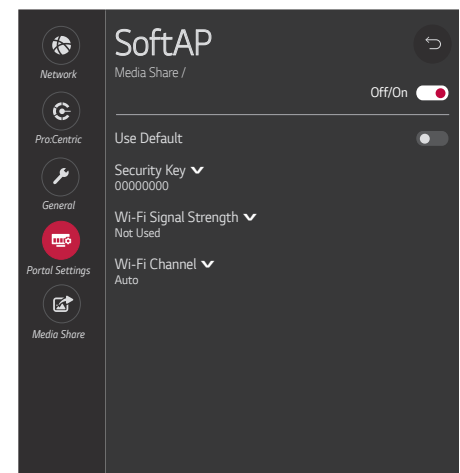 SoftAP
Media Share /
Off/On
Network
Pro:Centric
General
Portal Settings
Media Share
Use Default
Security Key
00000000
Wi-Fi Signal Strength
Not Used
Wi-Fi Channel
Auto